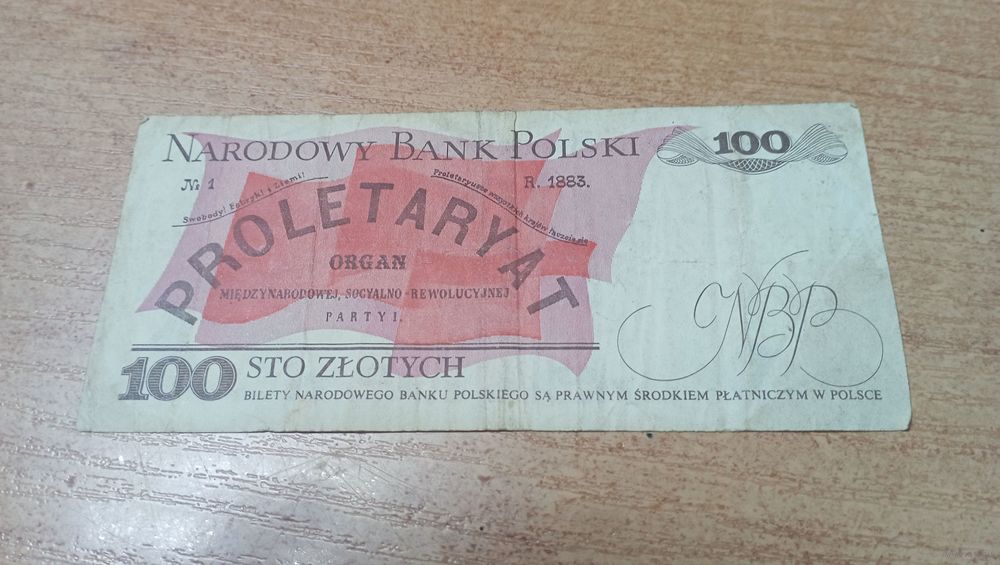 NARODOWY BANK POLSKI
100
№ 1
R. 1883.
Swobody! Fabryk! i Ziemi!
Proletaryusze wszystkich krajów łączcie się
PROLETARYAT
ORGAN
MIĘDZYNARODOWEJ, SOCYALNO-REWOLUCYJNEJ
PARTYI.
NBP
100 STO ZŁOTYCH
BILETY NARODOWEGO BANKU POLSKIEGO SĄ PRAWNYM ŚRODKIEM PŁATNICZYM W POLSCE